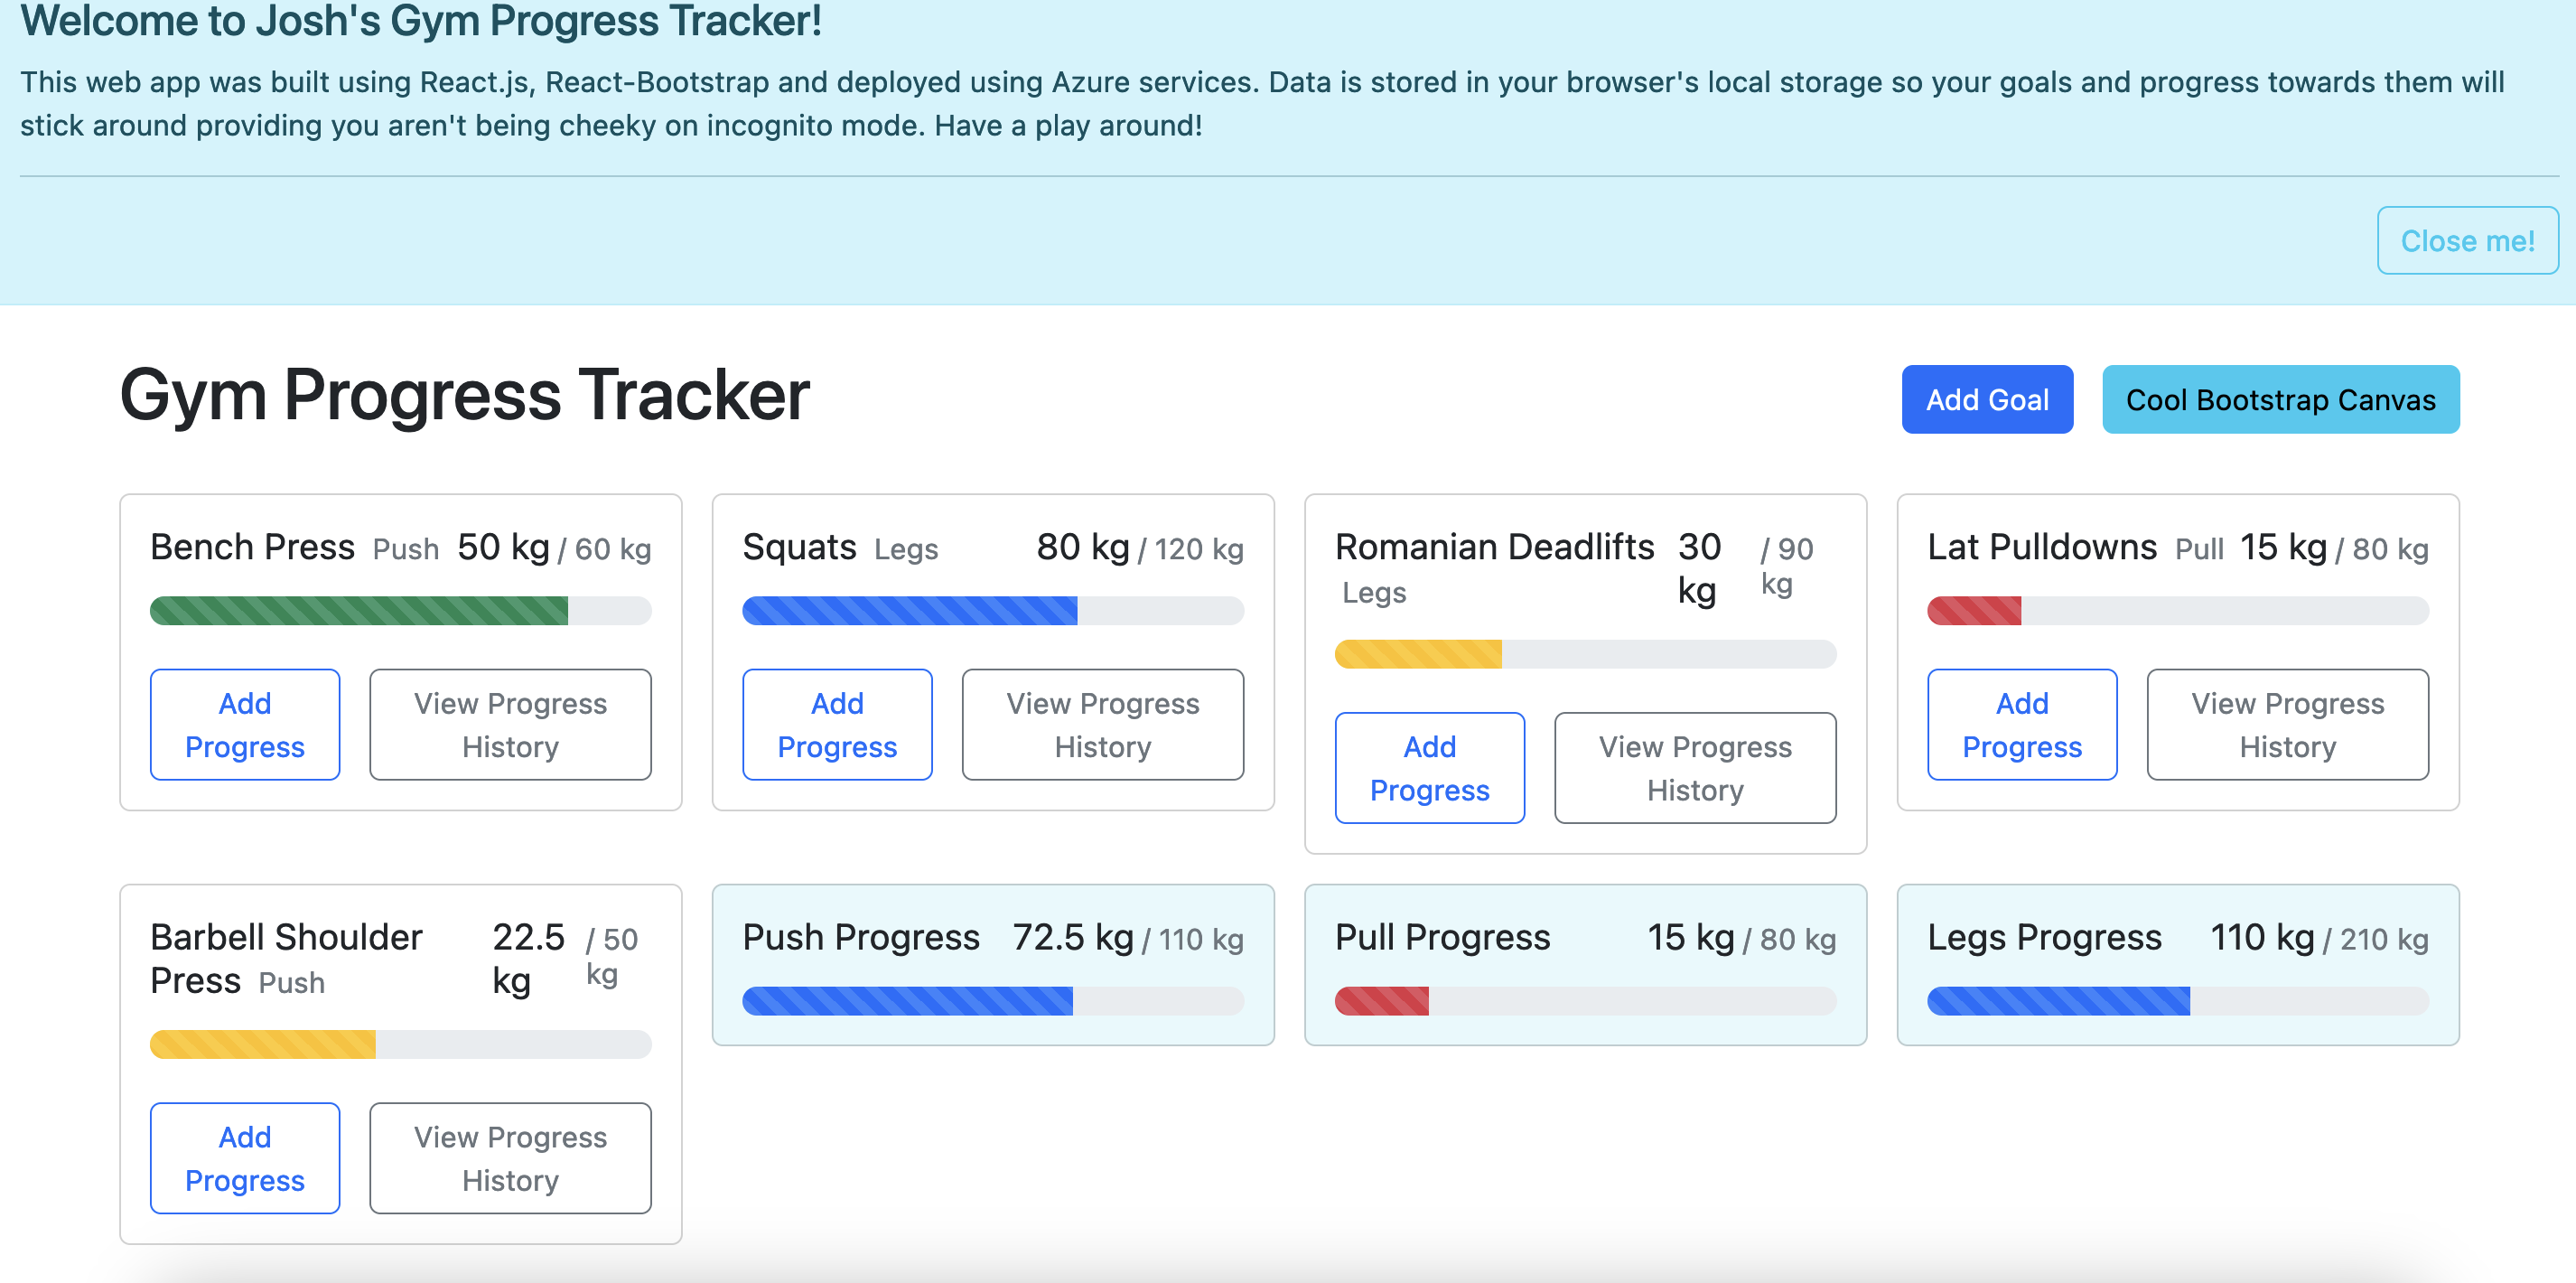 Welcome to Josh's Gym Progress Tracker!
This web app was built using React.js, React-Bootstrap and deployed using Azure services. Data is stored in your browser's local storage so your goals and progress towards them will
stick around providing you aren't being cheeky on incognito mode. Have a play around!
Close me!
Gym Progress Tracker
Add Goal
Cool Bootstrap Canvas
Bench Press Push 50 kg / 60 kg
Add
Progress
View Progress
History
Squats Legs 80 kg / 120 kg
Add
Progress
View Progress
History
Romanian Deadlifts
Legs
30
kg
/ 90
kg
Add
Progress
View Progress
History
Lat Pulldowns Pull 15 kg / 80 kg
Add
Progress
View Progress
History
Barbell Shoulder
Press Push
22.5
kg
/ 50
kg
Add
Progress
View Progress
History
Push Progress 72.5 kg / 110 kg
Pull Progress 15 kg / 80 kg
Legs Progress 110 kg / 210 kg